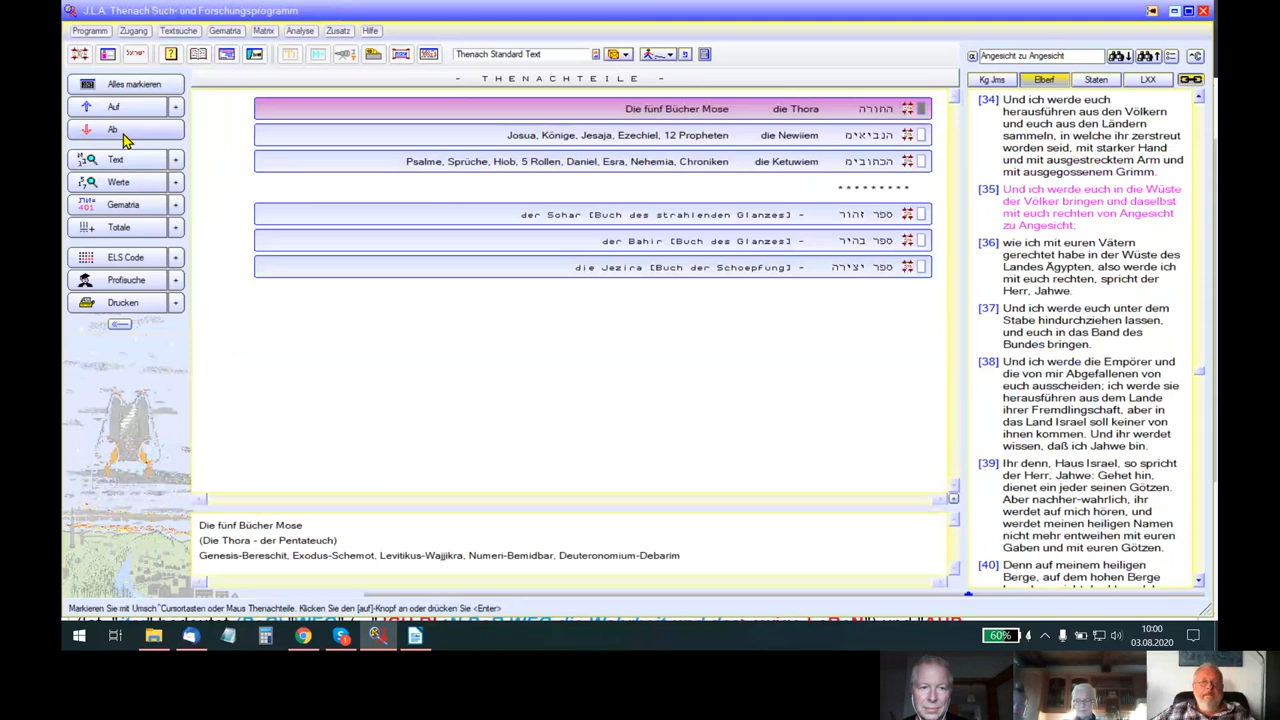 J.L.A. Thenach Such- und Forschungsprogramm
Programm Zugang Textsuche Gematria Matrix Analyse Zusatz Hilfe
ישראל
Thenach Standard Text
Angesicht zu Angesicht
Alles markieren
Auf +
Ab
Text +
Werte +
Gematria +
Totale +
ELS Code +
Profisuche +
Drucken +
- THENACHTEILE -
Die fünf Bücher Mose die Thora התורה
Josua, Könige, Jesaja, Ezechiel, 12 Propheten die Newiiem הנביאים
Psalme, Sprüche, Hiob, 5 Rollen, Daniel, Esra, Nehemia, Chroniken die Ketuwiem הכתובים
*********
der Sohar [Buch des strahlenden Glanzes] - ספר זהור
der Bahir [Buch des Glanzes] - ספר בהיר
die Jezira [Buch der Schoepfung] - ספר יצירה
Die fünf Bücher Mose
(Die Thora - der Pentateuch)
Genesis-Bereschit, Exodus-Schemot, Levitikus-Wajjikra, Numeri-Bemidbar, Deuteronomium-Debarim
Kg Jms Elberf Staten LXX
[34] Und ich werde euch
herausführen aus den Völkern
und euch aus den Ländern
sammeln, in welche ihr zerstreut
worden seid, mit starker Hand
und mit ausgestrecktem Arm und
mit ausgegossenem Grimm.
[35] Und ich werde euch in die Wüste
der Völker bringen und daselbst
mit euch rechten von Angesicht
zu Angesicht;
[36] wie ich mit euren Vätern
gerechtet habe in der Wüste des
Landes Ägypten, also werde ich
mit euch rechten, spricht der
Herr, Jahwe.
[37] Und ich werde euch unter dem
Stabe hindurchziehen lassen,
und euch in das Band des
Bundes bringen.
[38] Und ich werde die Empörer und
die von mir Abgefallenen von
euch ausscheiden; ich werde sie
herausführen aus dem Lande
ihrer Fremdlingschaft, aber in
das Land Israel soll keiner von
ihnen kommen. Und ihr werdet
wissen, daß ich Jahwe bin.
[39] Ihr denn, Haus Israel, so spricht
der Herr, Jahwe: Gehet hin,
dienet ein jeder seinen Götzen.
Aber nachher-wahrlich, ihr
werdet auf mich hören, und
werdet meinen heiligen Namen
nicht mehr entweihen mit euren
Gaben und mit euren Götzen.
[40] Denn auf meinem heiligen
Berge, auf dem hohen Berge
Markieren Sie mit Umsch^Cursortasten oder Maus Thenachteile. Klicken Sie den [auf]-Knopf an oder drücken Sie <Enter>
60%
10:00
03.08.2020